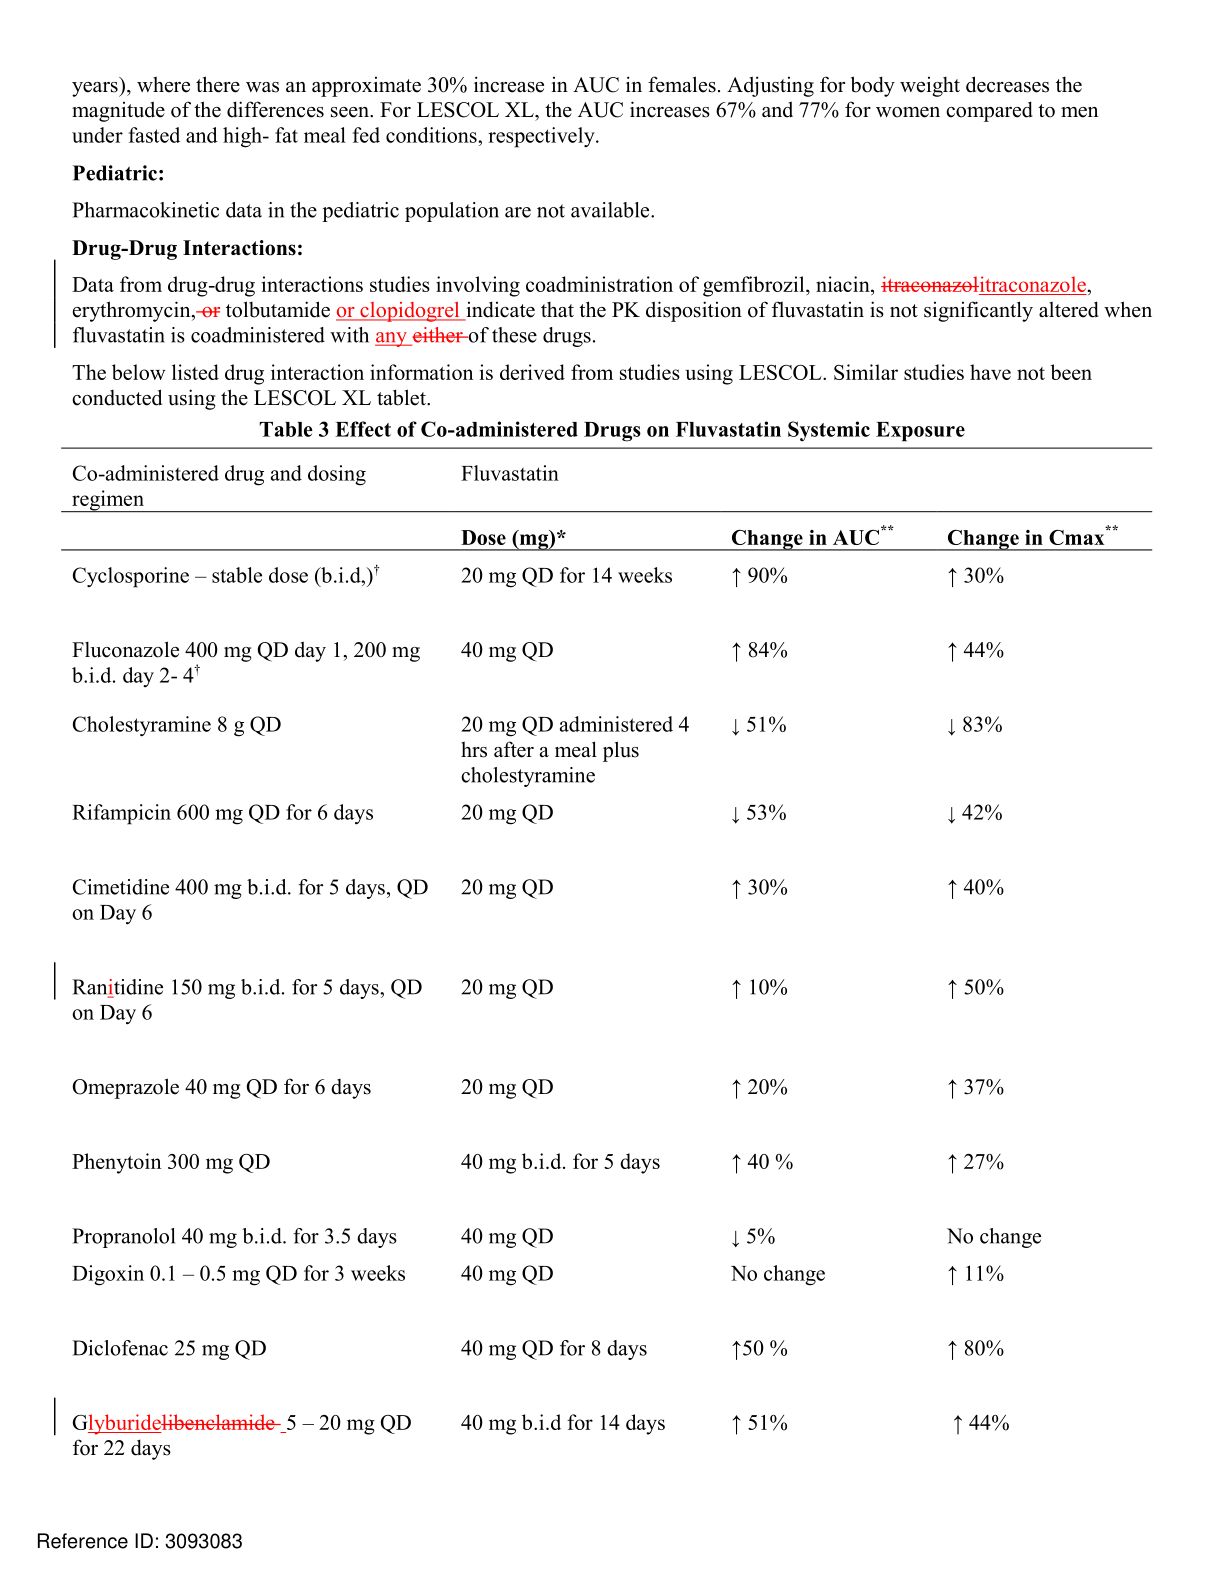 years), where there was an approximate 30% increase in AUC in females. Adjusting for body weight decreases the
magnitude of the differences seen. For LESCOL XL, the AUC increases 67% and 77% for women compared to men
under fasted and high- fat meal fed conditions, respectively.
Pediatric:
Pharmacokinetic data in the pediatric population are not available.
Drug-Drug Interactions:
Data from drug-drug interactions studies involving coadministration of gemfibrozil, niacin, itraconazolitraconazole,
erythromycin, or tolbutamide or clopidogrel indicate that the PK disposition of fluvastatin is not significantly altered when
fluvastatin is coadministered with any either of these drugs.
The below listed drug interaction information is derived from studies using LESCOL. Similar studies have not been
conducted using the LESCOL XL tablet.
Table 3 Effect of Co-administered Drugs on Fluvastatin Systemic Exposure
Co-administered drug and dosing Fluvastatin
regimen
Dose (mg)* Change in AUC** Change in Cmax**
Cyclosporine – stable dose (b.i.d,)† 20 mg QD for 14 weeks ↑ 90% ↑ 30%
Fluconazole 400 mg QD day 1, 200 mg 40 mg QD ↑ 84% ↑ 44%
b.i.d. day 2- 4†
Cholestyramine 8 g QD 20 mg QD administered 4 ↓ 51% ↓ 83%
hrs after a meal plus
cholestyramine
Rifampicin 600 mg QD for 6 days 20 mg QD ↓ 53% ↓ 42%
Cimetidine 400 mg b.i.d. for 5 days, QD 20 mg QD ↑ 30% ↑ 40%
on Day 6
Ranitidine 150 mg b.i.d. for 5 days, QD 20 mg QD ↑ 10% ↑ 50%
on Day 6
Omeprazole 40 mg QD for 6 days 20 mg QD ↑ 20% ↑ 37%
Phenytoin 300 mg QD 40 mg b.i.d. for 5 days ↑ 40 % ↑ 27%
Propranolol 40 mg b.i.d. for 3.5 days 40 mg QD ↓ 5% No change
Digoxin 0.1 – 0.5 mg QD for 3 weeks 40 mg QD No change ↑ 11%
Diclofenac 25 mg QD 40 mg QD for 8 days ↑50 % ↑ 80%
Glyburidelibenclamide 5 – 20 mg QD 40 mg b.i.d for 14 days ↑ 51% ↑ 44%
for 22 days
Reference ID: 3093083